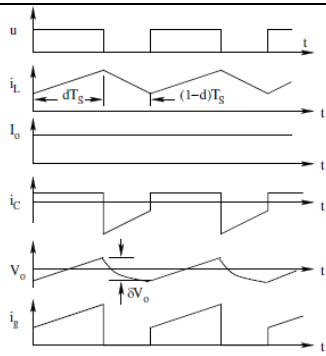 u
t
i_L
dT_S
(1-d)T_S
t
I_o
t
i_C
t
V_o
δV_o
t
i_g
t